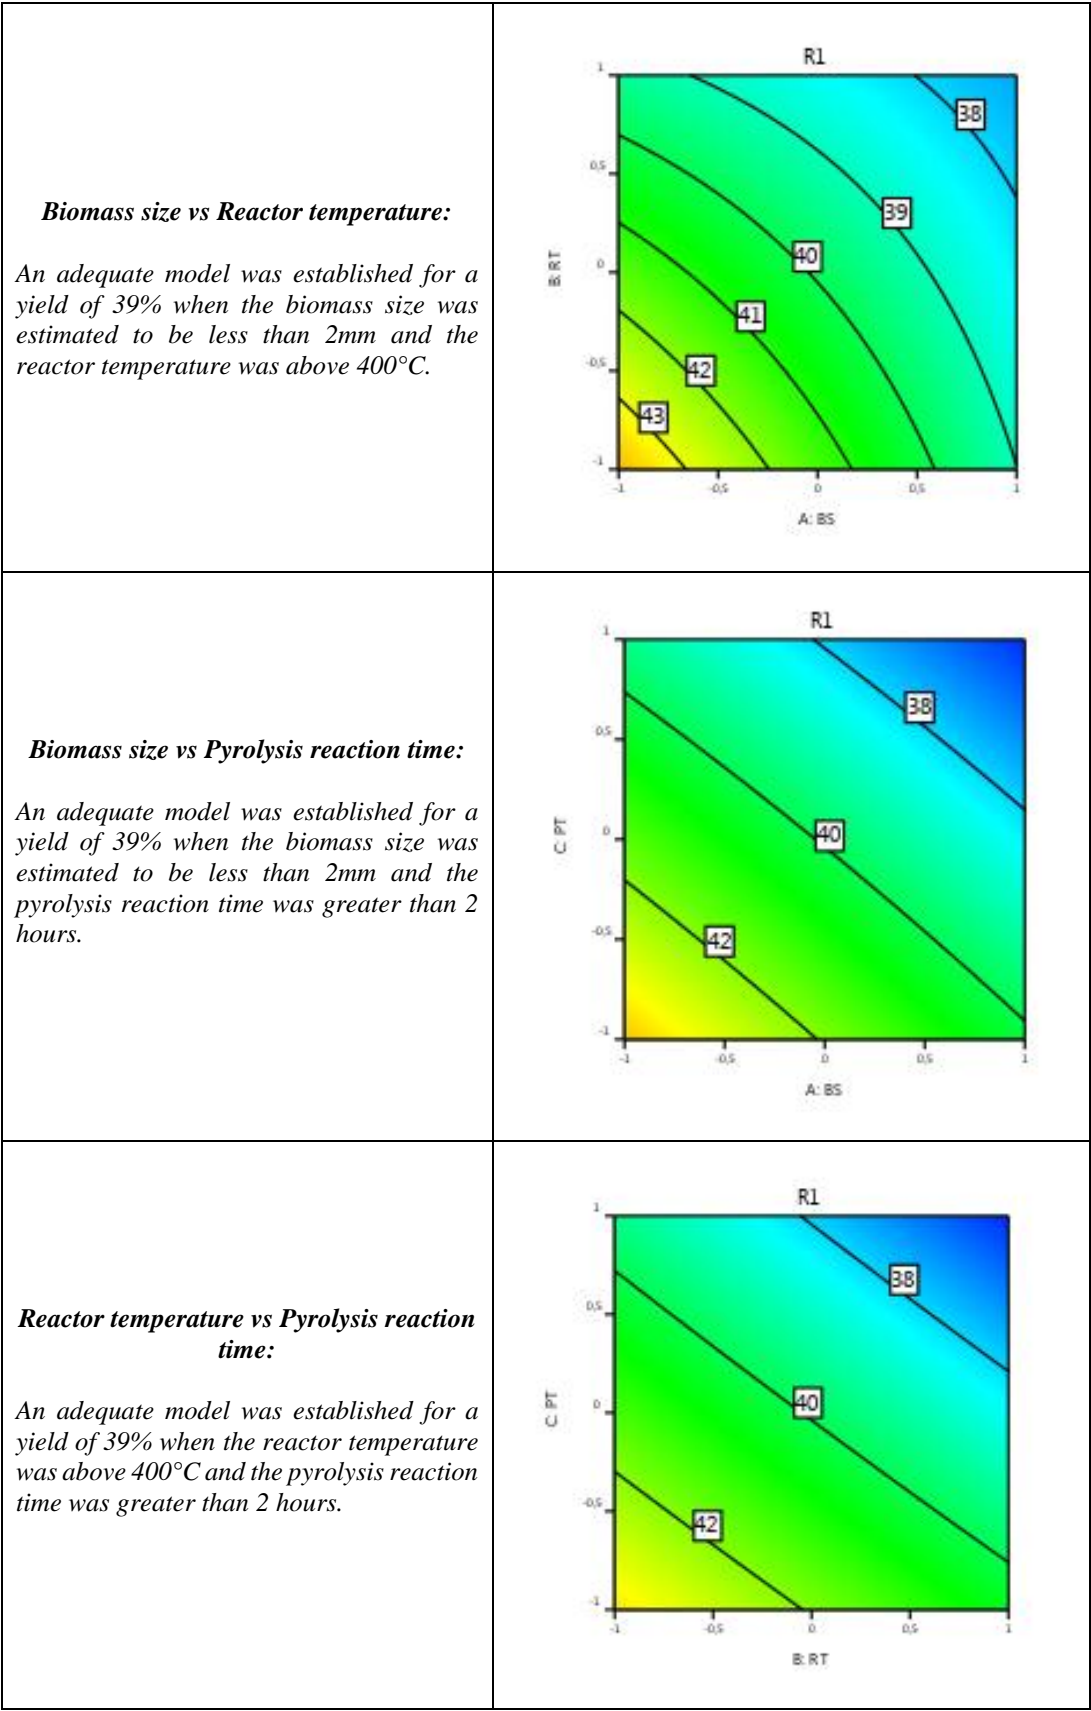 Biomass size vs Reactor temperature:
An adequate model was established for a
yield of 39% when the biomass size was
estimated to be less than 2mm and the
reactor temperature was above 400°C.
R1
1
0,5
0
-0,5
-1
B: RT
38
39
40
41
42
43
-1
-0,5
0
0,5
1
A: BS
Biomass size vs Pyrolysis reaction time:
An adequate model was established for a
yield of 39% when the biomass size was
estimated to be less than 2mm and the
pyrolysis reaction time was greater than 2
hours.
R1
1
0,5
0
-0,5
-1
C: PT
38
40
42
-1
-0,5
0
0,5
1
A: BS
Reactor temperature vs Pyrolysis reaction
time:
An adequate model was established for a
yield of 39% when the reactor temperature
was above 400°C and the pyrolysis reaction
time was greater than 2 hours.
R1
1
0,5
0
-0,5
-1
C: PT
38
40
42
-1
-0,5
0
0,5
1
B: RT